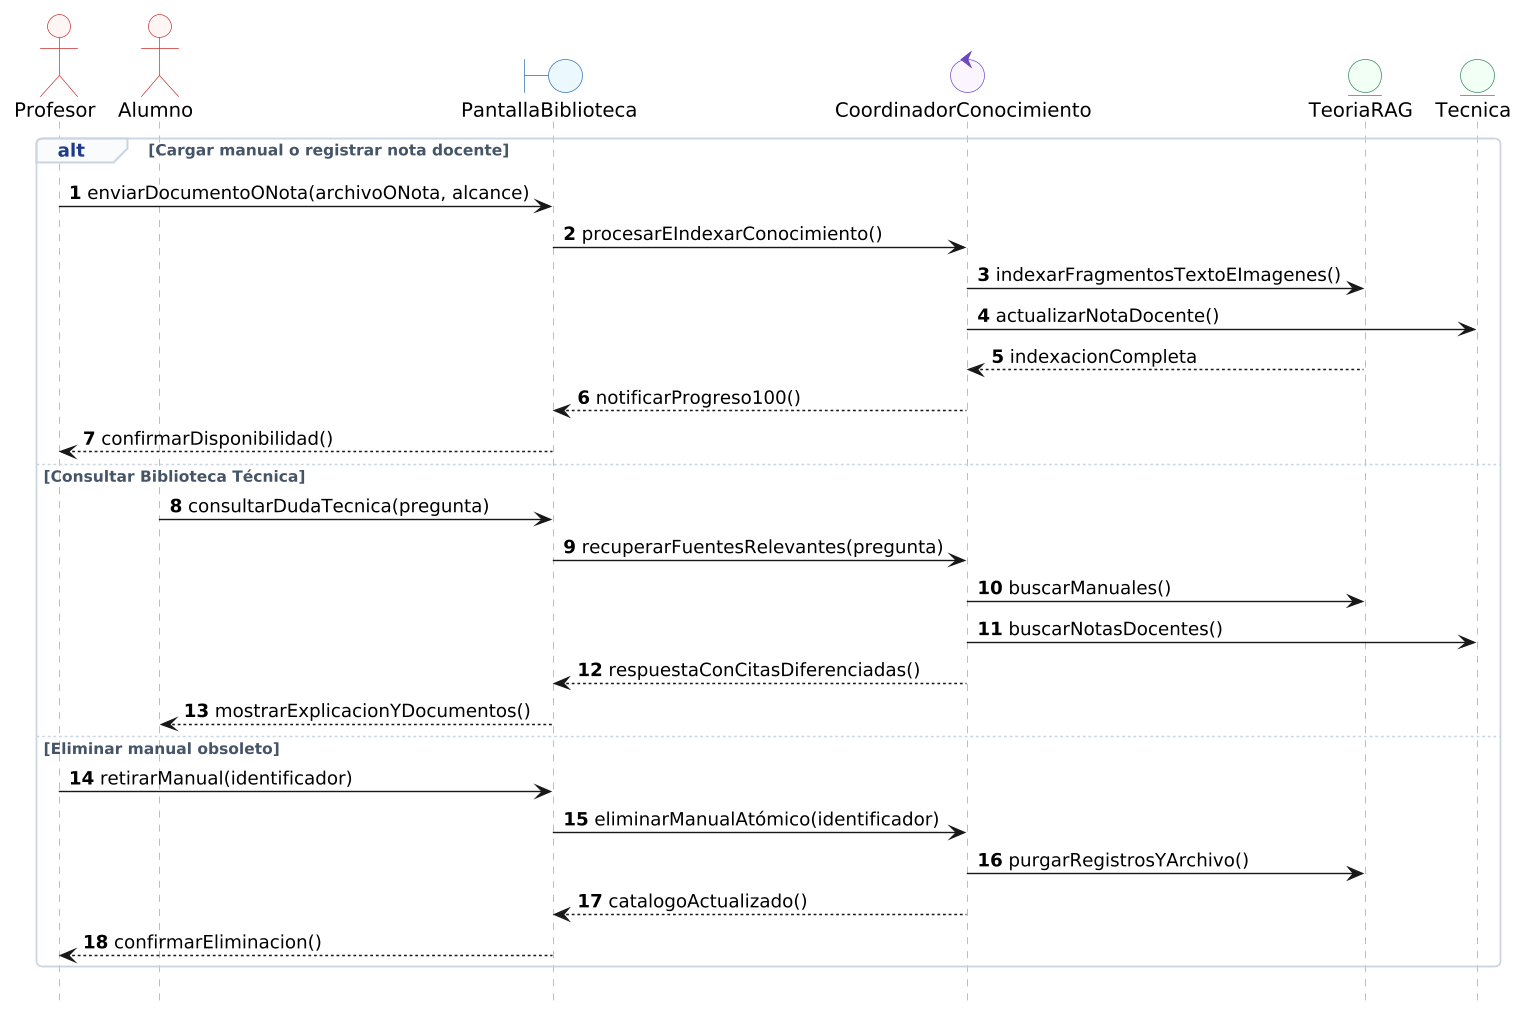 Profesor Alumno PantallaBiblioteca CoordinadorConocimiento TeoriaRAG Tecnica
alt [Cargar manual o registrar nota docente]
1 enviarDocumentoONota(archivoONota, alcance)
2 procesarEIndexarConocimiento()
3 indexarFragmentosTextoEImagenes()
4 actualizarNotaDocente()
5 indexacionCompleta
6 notificarProgreso100()
7 confirmarDisponibilidad()
[Consultar Biblioteca Técnica]
8 consultarDudaTecnica(pregunta)
9 recuperarFuentesRelevantes(pregunta)
10 buscarManuales()
11 buscarNotasDocentes()
12 respuestaConCitasDiferenciadas()
13 mostrarExplicacionYDocumentos()
[Eliminar manual obsoleto]
14 retirarManual(identificador)
15 eliminarManualAtómico(identificador)
16 purgarRegistrosYArchivo()
17 catalogoActualizado()
18 confirmarEliminacion()